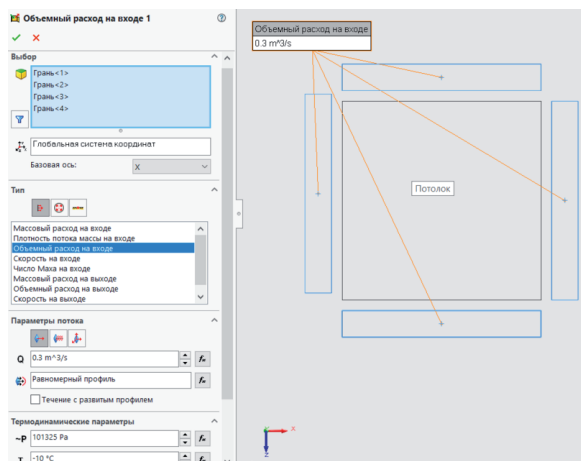 Объемный расход на входе 1
Выбор
Грань<1>
Грань<2>
Грань<3>
Грань<4>
Глобальная система координат
Базовая ось:
X
Тип
Массовый расход на входе
Плотность потока массы на входе
Объемный расход на входе
Скорость на входе
Число Маха на входе
Массовый расход на выходе
Объемный расход на выходе
Скорость на выходе
Параметры потока
Q 0.3 m^3/s
Равномерный профиль
Течение с развитым профилем
Термодинамические параметры
~P 101325 Pa
T -10 °C
Объемный расход на входе
0.3 m^3/s
Потолок
X
Z